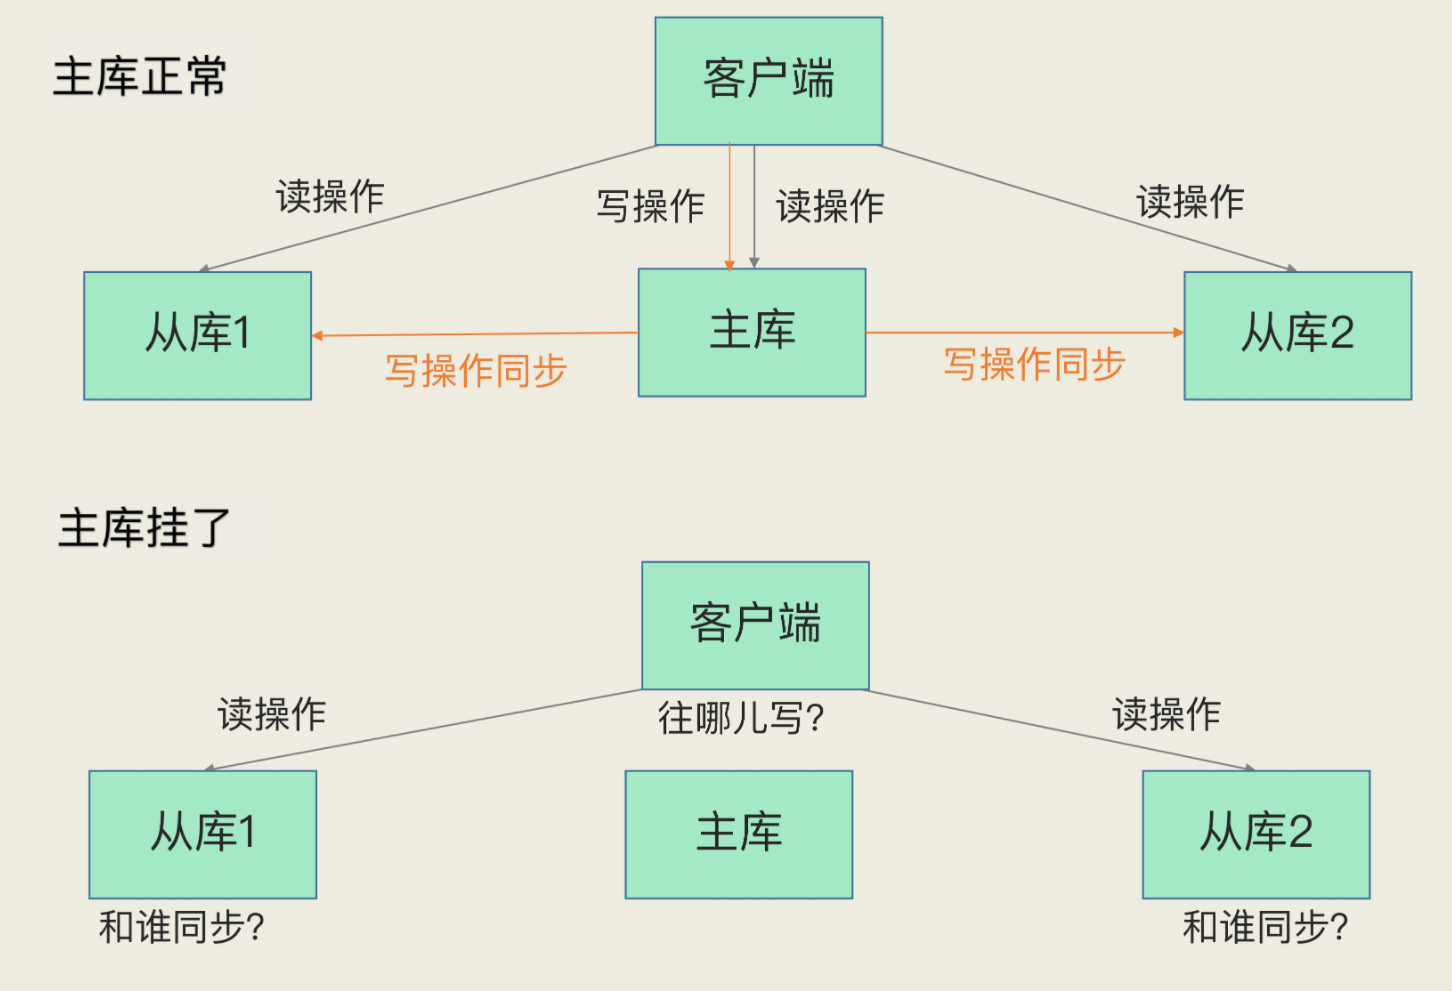 主库正常
客户端
读操作
写操作
读操作
读操作
从库1
主库
从库2
写操作同步
写操作同步
主库挂了
客户端
读操作
往哪儿写?
读操作
从库1
主库
从库2
和谁同步?
和谁同步?